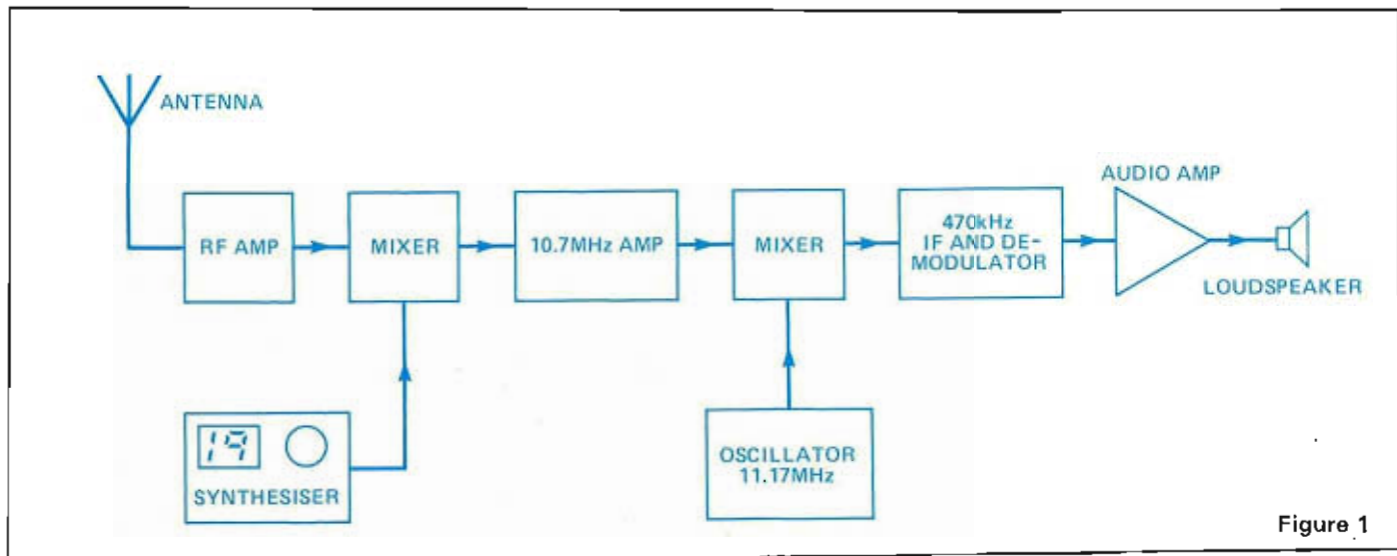 ANTENNA
RF AMP
MIXER
10.7MHz AMP
MIXER
470kHz
IF AND DE-
MODULATOR
AUDIO AMP
LOUDSPEAKER
19
SYNTHESISER
OSCILLATOR
11.17MHz
Figure 1